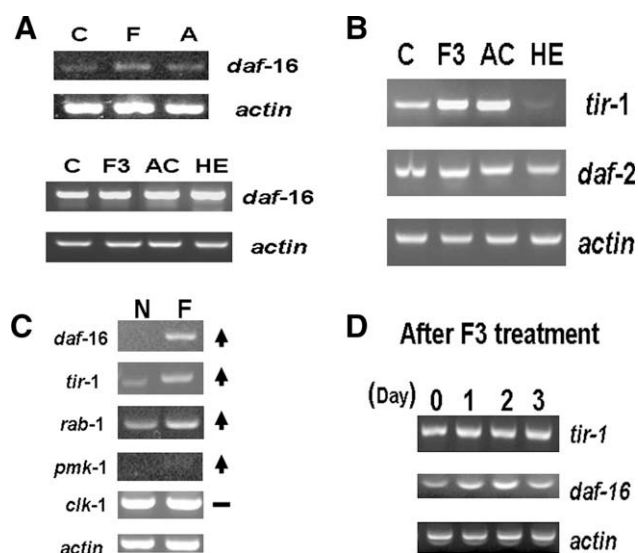 A
C F A
daf-16
actin
C F3 AC HE
daf-16
actin
B
C F3 AC HE
tir-1
daf-2
actin
C
N F
daf-16
tir-1
rab-1
pmk-1
clk-1
actin
D After F3 treatment
(Day) 0 1 2 3
tir-1
daf-16
actin